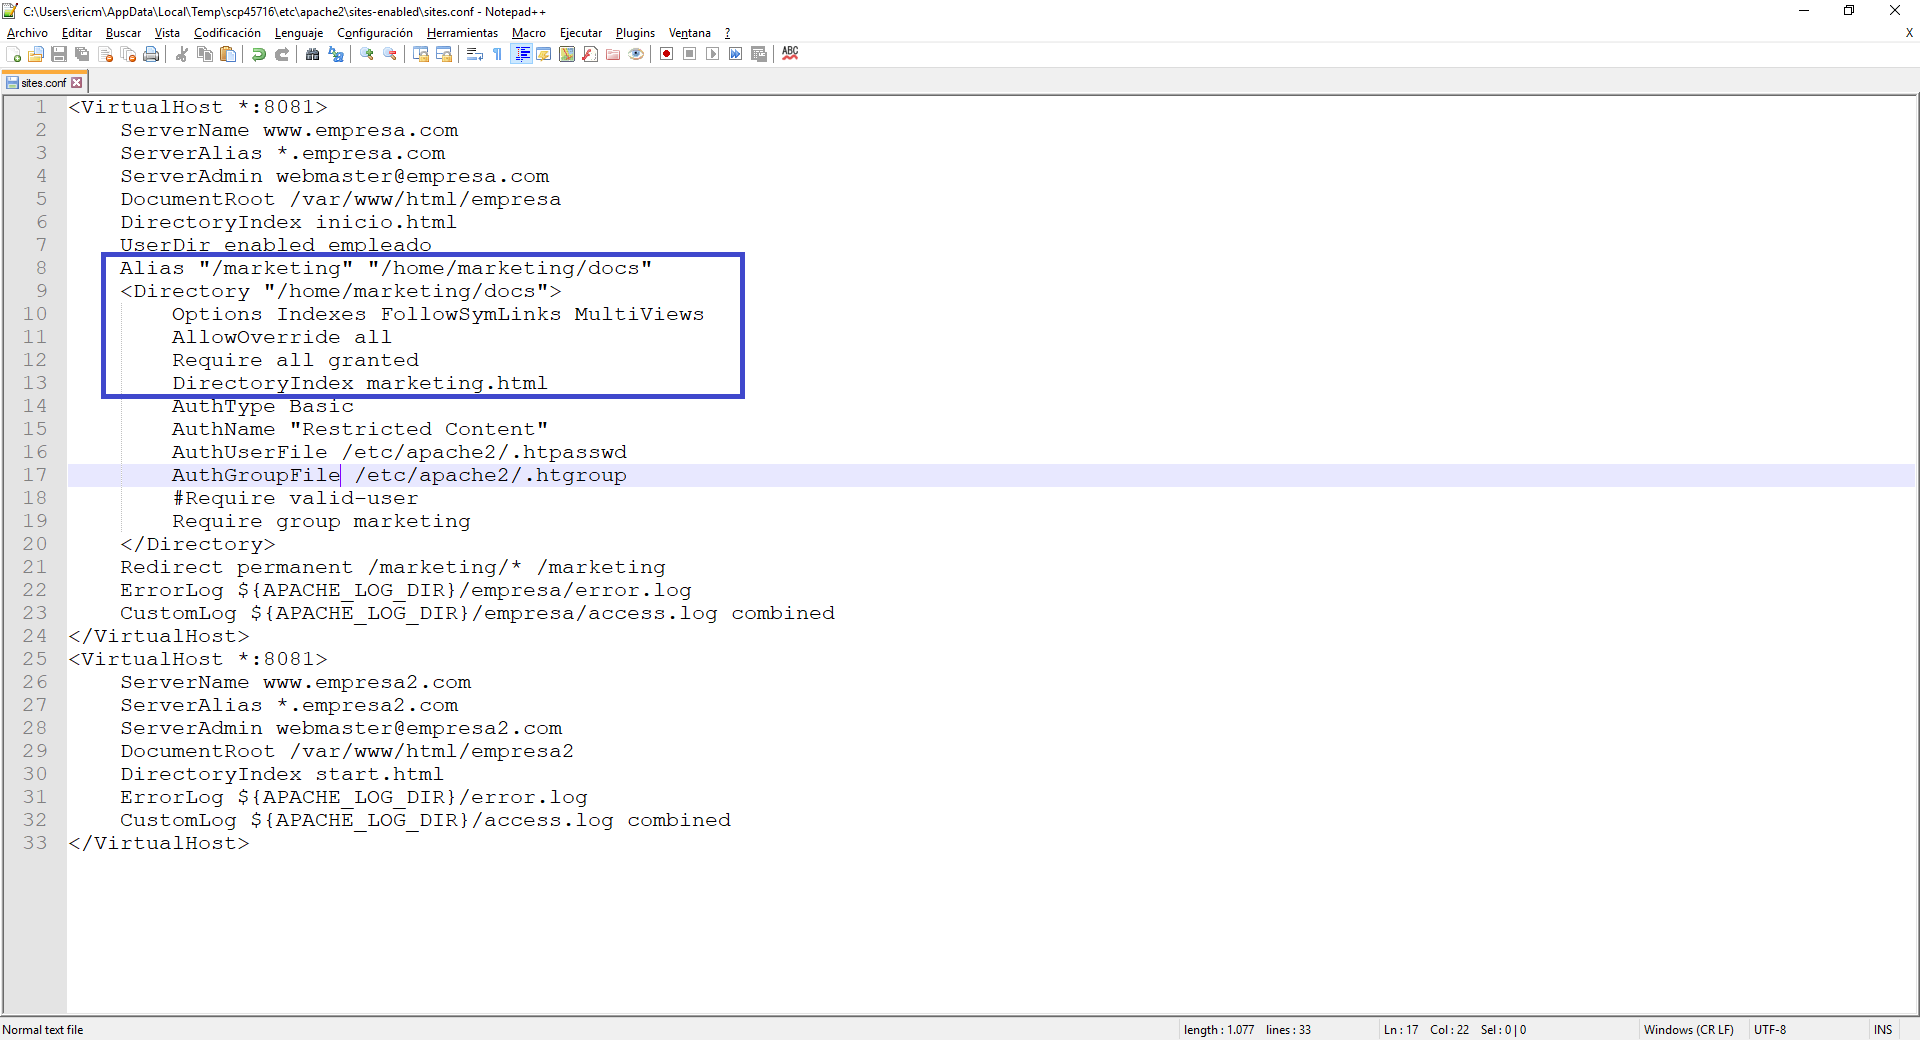 C:\Users\ericm\AppData\Local\Temp\scp45716\etc\apache2\sites-enabled\sites.conf - Notepad++
Archivo Editar Buscar Vista Codificación Lenguaje Configuración Herramientas Macro Ejecutar Plugins Ventana ? X
ABC
sites.conf
1 <VirtualHost *:8081>
2 ServerName www.empresa.com
3 ServerAlias *.empresa.com
4 ServerAdmin webmaster@empresa.com
5 DocumentRoot /var/www/html/empresa
6 DirectoryIndex inicio.html
7 UserDir enabled empleado
8 Alias "/marketing" "/home/marketing/docs"
9 <Directory "/home/marketing/docs">
10 Options Indexes FollowSymLinks MultiViews
11 AllowOverride all
12 Require all granted
13 DirectoryIndex marketing.html
14 AuthType Basic
15 AuthName "Restricted Content"
16 AuthUserFile /etc/apache2/.htpasswd
17 AuthGroupFile /etc/apache2/.htgroup
18 #Require valid-user
19 Require group marketing
20 </Directory>
21 Redirect permanent /marketing/* /marketing
22 ErrorLog ${APACHE_LOG_DIR}/empresa/error.log
23 CustomLog ${APACHE_LOG_DIR}/empresa/access.log combined
24 </VirtualHost>
25 <VirtualHost *:8081>
26 ServerName www.empresa2.com
27 ServerAlias *.empresa2.com
28 ServerAdmin webmaster@empresa2.com
29 DocumentRoot /var/www/html/empresa2
30 DirectoryIndex start.html
31 ErrorLog ${APACHE_LOG_DIR}/error.log
32 CustomLog ${APACHE_LOG_DIR}/access.log combined
33 </VirtualHost>
Normal text file length : 1.077 lines : 33 Ln : 17 Col : 22 Sel : 0 | 0 Windows (CR LF) UTF-8 INS